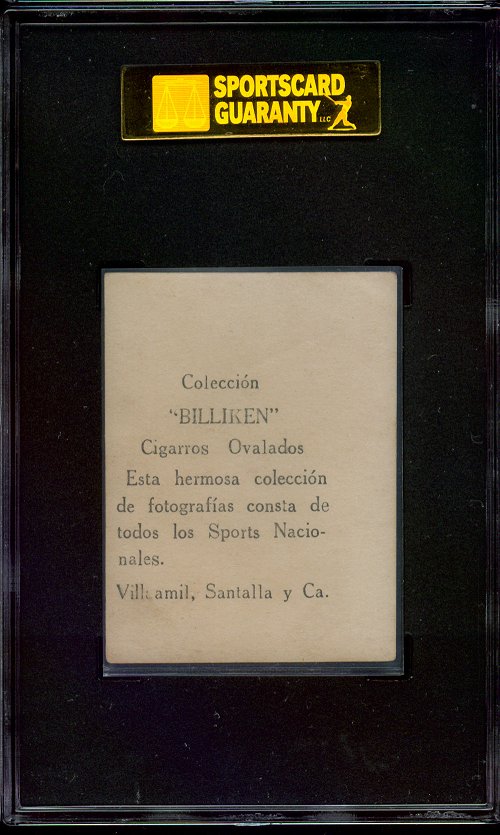 SPORTSCARD
GUARANTY LLC
Colección
"BILLIKEN"
Cigarros Ovalados
Esta hermosa colección
de fotografías consta de
todos los Sports Nacio-
nales.
Santalla y Ca.